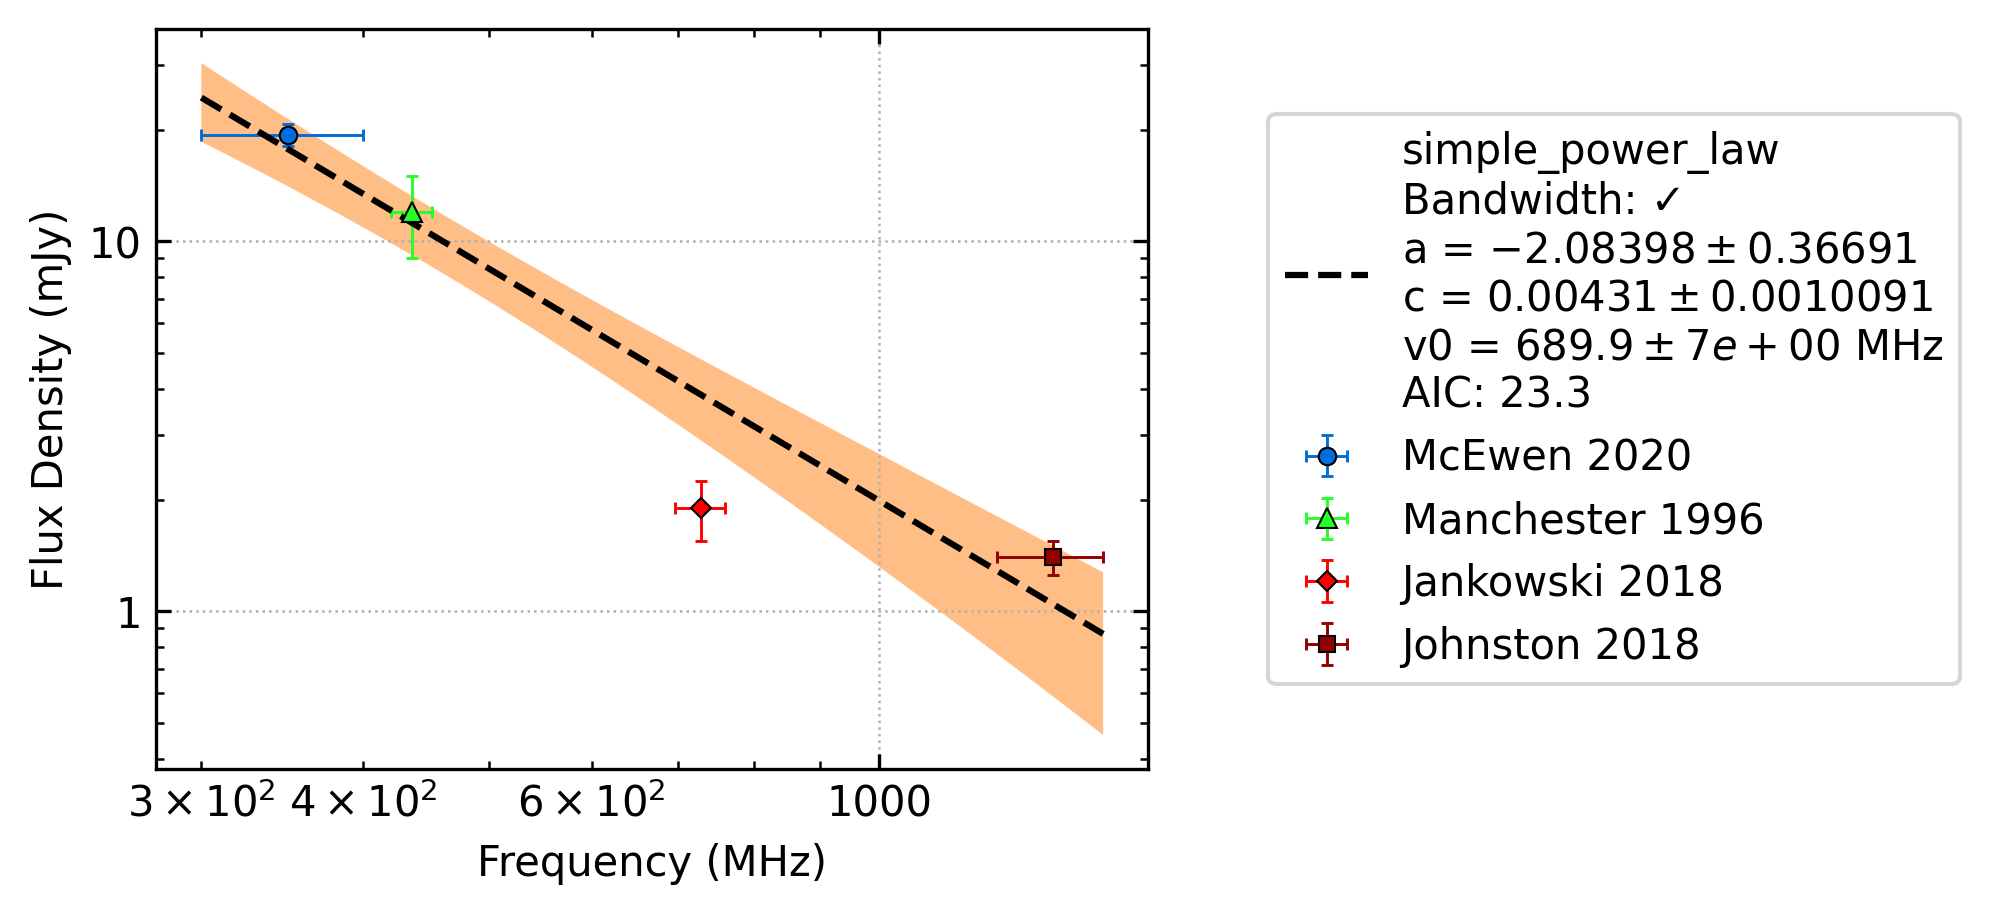 Flux Density (mJy)
10
1
3 × 10²
4 × 10²
6 × 10²
1000
Frequency (MHz)
simple_power_law
Bandwidth: ✓
a = −2.08398 ± 0.36691
c = 0.00431 ± 0.0010091
v0 = 689.9 ± 7e + 00 MHz
AIC: 23.3
McEwen 2020
Manchester 1996
Jankowski 2018
Johnston 2018